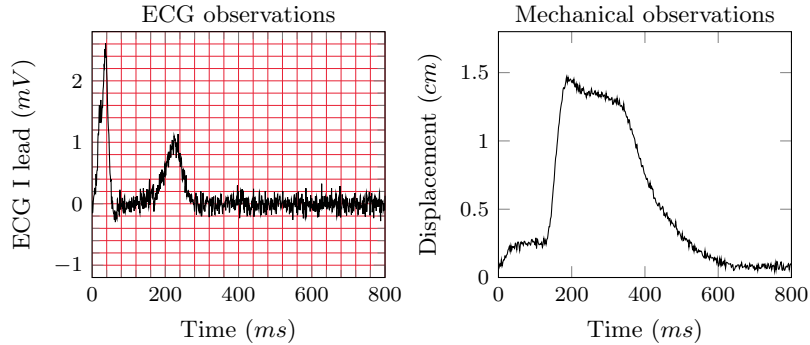 ECG observations
2
1
0
−1
ECG I lead (mV)
0 200 400 600 800
Time (ms)
Mechanical observations
1.5
1
0.5
0
Displacement (cm)
0 200 400 600 800
Time (ms)